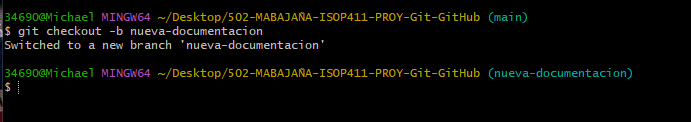 34690@Michael MINGW64 ~/Desktop/502-MABAJAÑA-ISOP411-PROY-Git-GitHub (main)
$ git checkout -b nueva-documentacion
Switched to a new branch 'nueva-documentacion'
34690@Michael MINGW64 ~/Desktop/502-MABAJAÑA-ISOP411-PROY-Git-GitHub (nueva-documentacion)
$